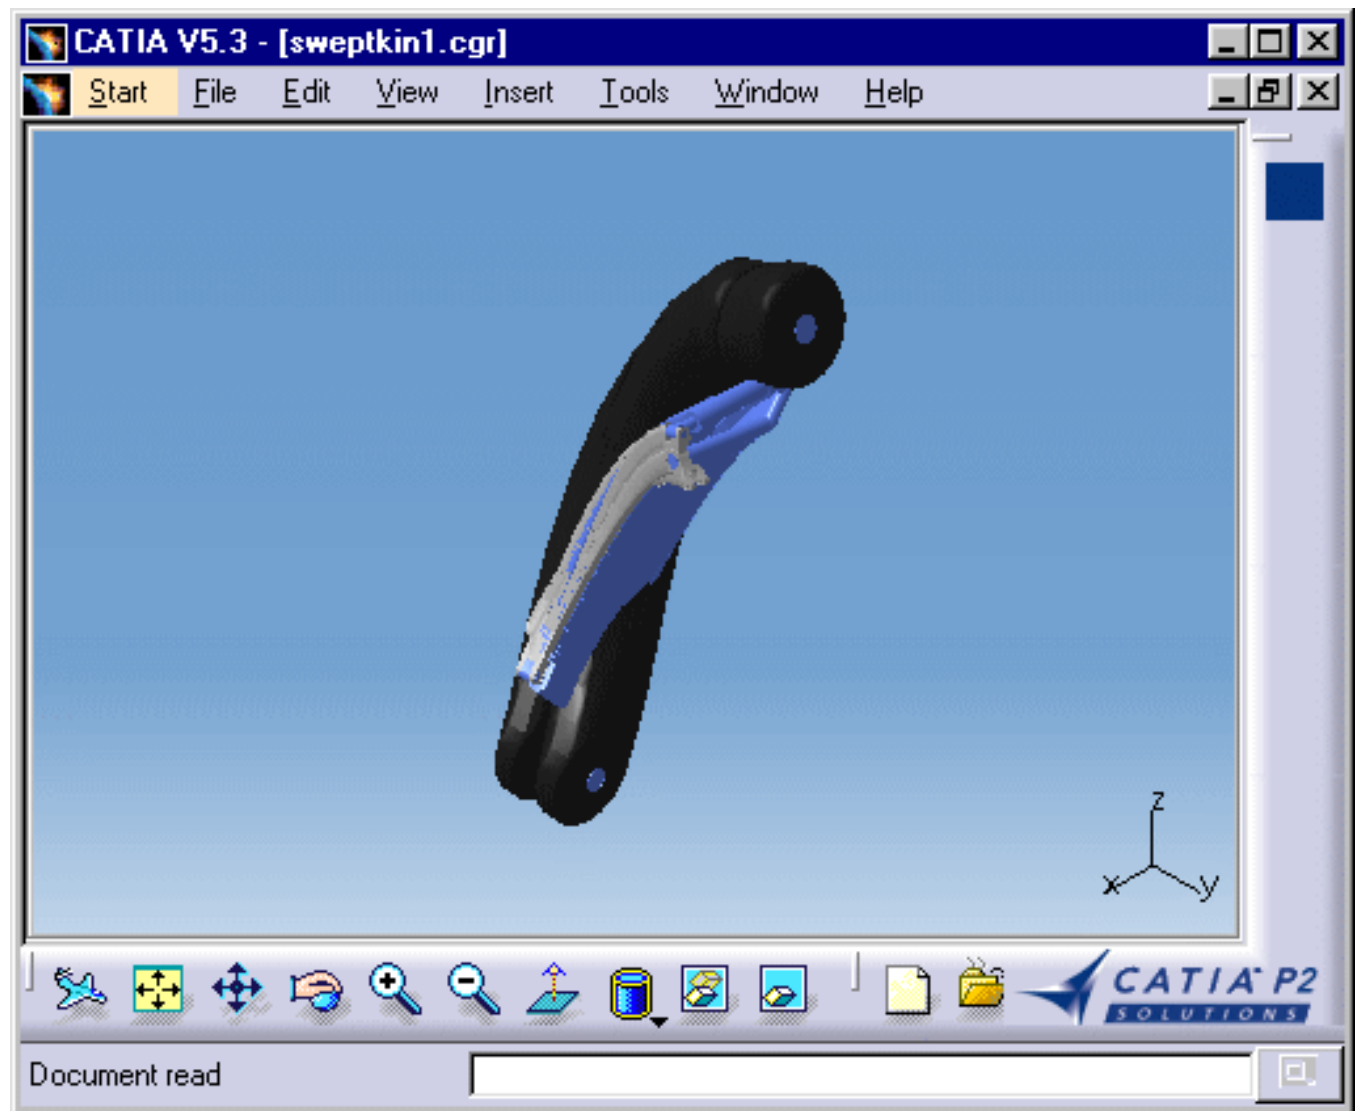 CATIA V5.3 - [sweptkin1.cgr]
Start File Edit View Insert Tools Window Help
z
x
y
CATIA P2
SOLUTIONS
Document read